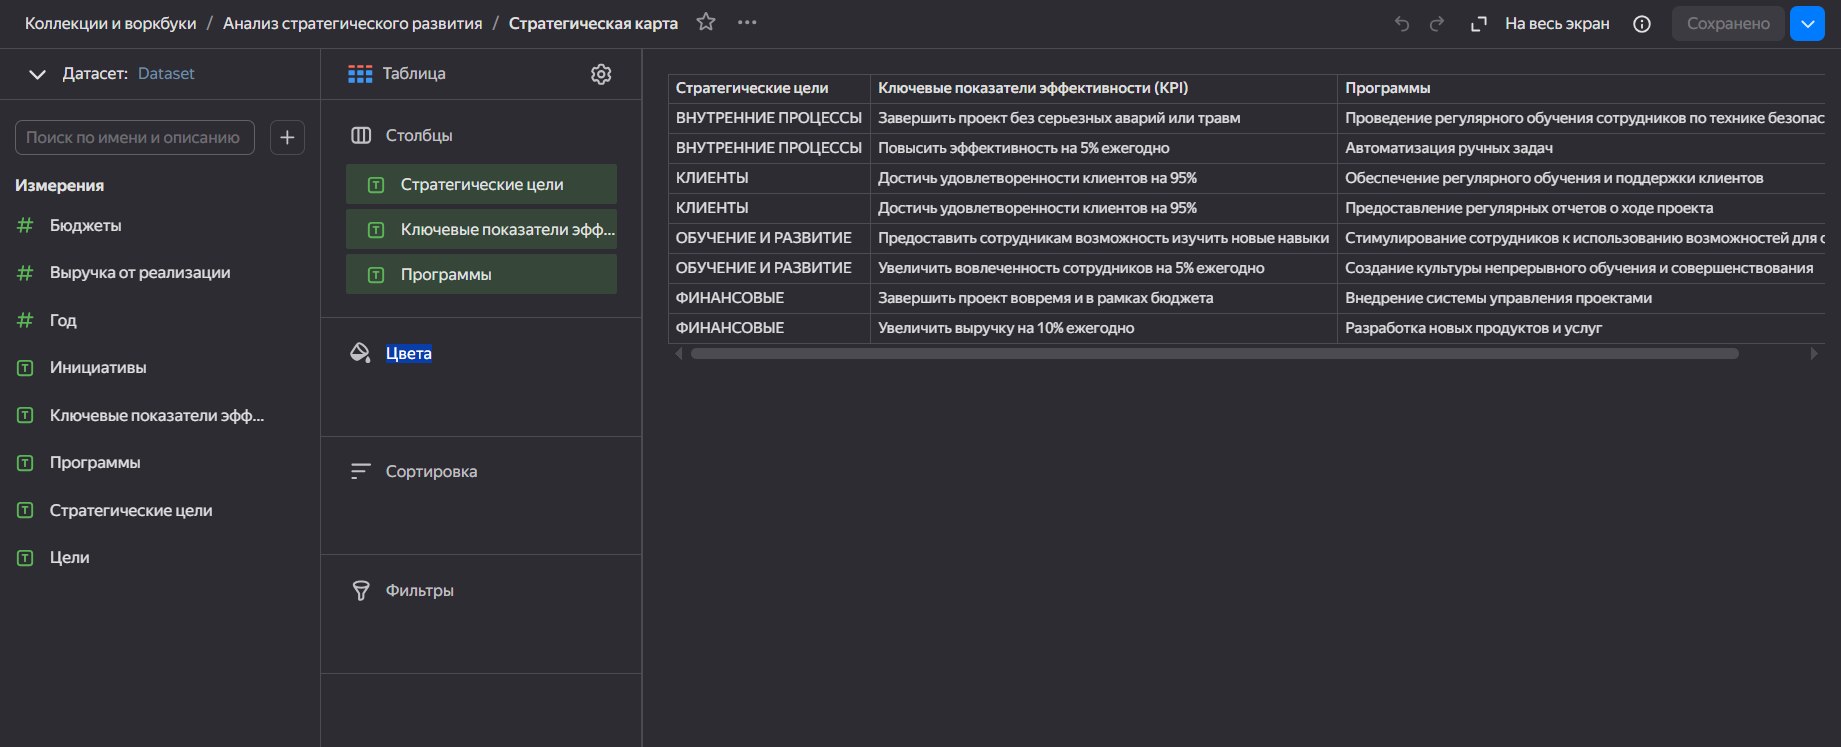 Коллекции и воркбуки / Анализ стратегического развития / Стратегическая карта
На весь экран
Сохранено
Датасет: Dataset
Поиск по имени и описанию
Измерения
Бюджеты
Выручка от реализации
Год
Инициативы
Ключевые показатели эфф...
Программы
Стратегические цели
Цели
Таблица
Столбцы
Стратегические цели
Ключевые показатели эфф...
Программы
Цвета
Сортировка
Фильтры
Стратегические цели Ключевые показатели эффективности (KPI) Программы
ВНУТРЕННИЕ ПРОЦЕССЫ Завершить проект без серьезных аварий или травм Проведение регулярного обучения сотрудников по технике безопас
ВНУТРЕННИЕ ПРОЦЕССЫ Повысить эффективность на 5% ежегодно Автоматизация ручных задач
КЛИЕНТЫ Достичь удовлетворенности клиентов на 95% Обеспечение регулярного обучения и поддержки клиентов
КЛИЕНТЫ Достичь удовлетворенности клиентов на 95% Предоставление регулярных отчетов о ходе проекта
ОБУЧЕНИЕ И РАЗВИТИЕ Предоставить сотрудникам возможность изучить новые навыки Стимулирование сотрудников к использованию возможностей для
ОБУЧЕНИЕ И РАЗВИТИЕ Увеличить вовлеченность сотрудников на 5% ежегодно Создание культуры непрерывного обучения и совершенствования
ФИНАНСОВЫЕ Завершить проект вовремя и в рамках бюджета Внедрение системы управления проектами
ФИНАНСОВЫЕ Увеличить выручку на 10% ежегодно Разработка новых продуктов и услуг